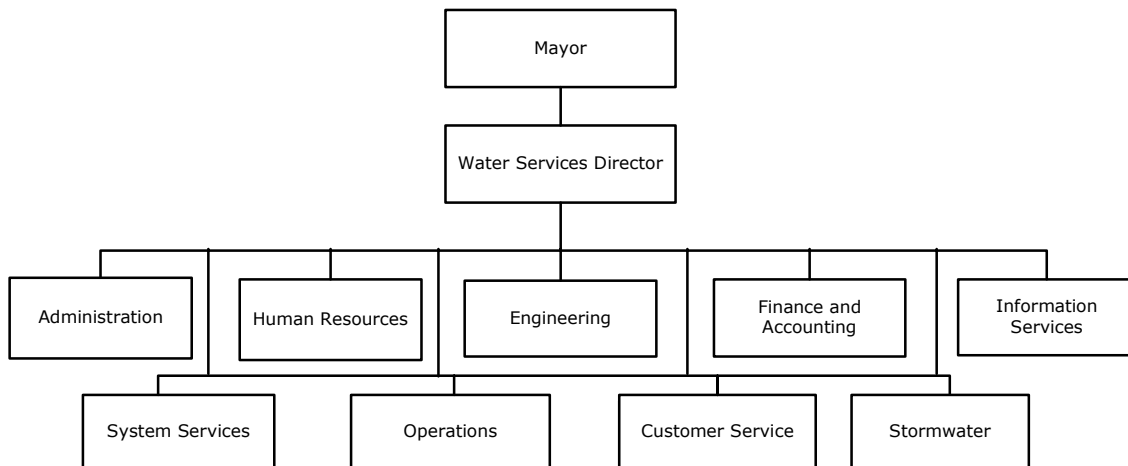 Mayor
Water Services Director
Administration
Human Resources
Engineering
Finance and
Accounting
Information
Services
System Services
Operations
Customer Service
Stormwater